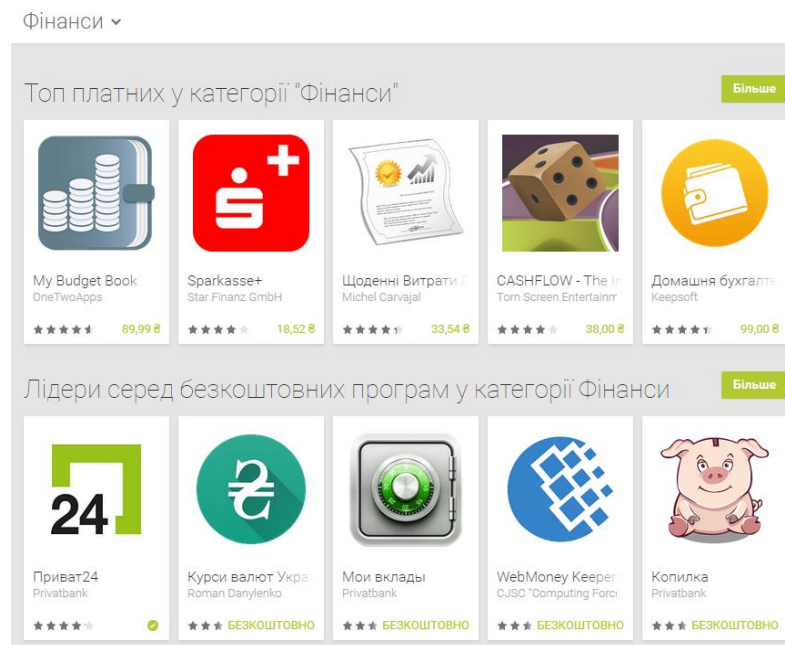 Фінанси
Топ платних у категорії "Фінанси"
Більше
My Budget Book
OneTwoApps
89,99 ₴
Sparkasse+
Star Finanz GmbH
18,52 ₴
Щоденні Витрати
Michel Carvajal
33,54 ₴
CASHFLOW - The
Torn Screen Entertainm
38,00 ₴
Домашня бухгалте
Keepsoft
99,00 ₴
Лідери серед безкоштовних програм у категорії Фінанси
Більше
24
Приват24
Privatbank
Курси валют Укра
Roman Danylenko
БЕЗКОШТОВНО
Мои вклады
Privatbank
БЕЗКОШТОВНО
WebMoney Keeper
CJSC "Computing Force
БЕЗКОШТОВНО
Копилка
Privatbank
БЕЗКОШТОВНО